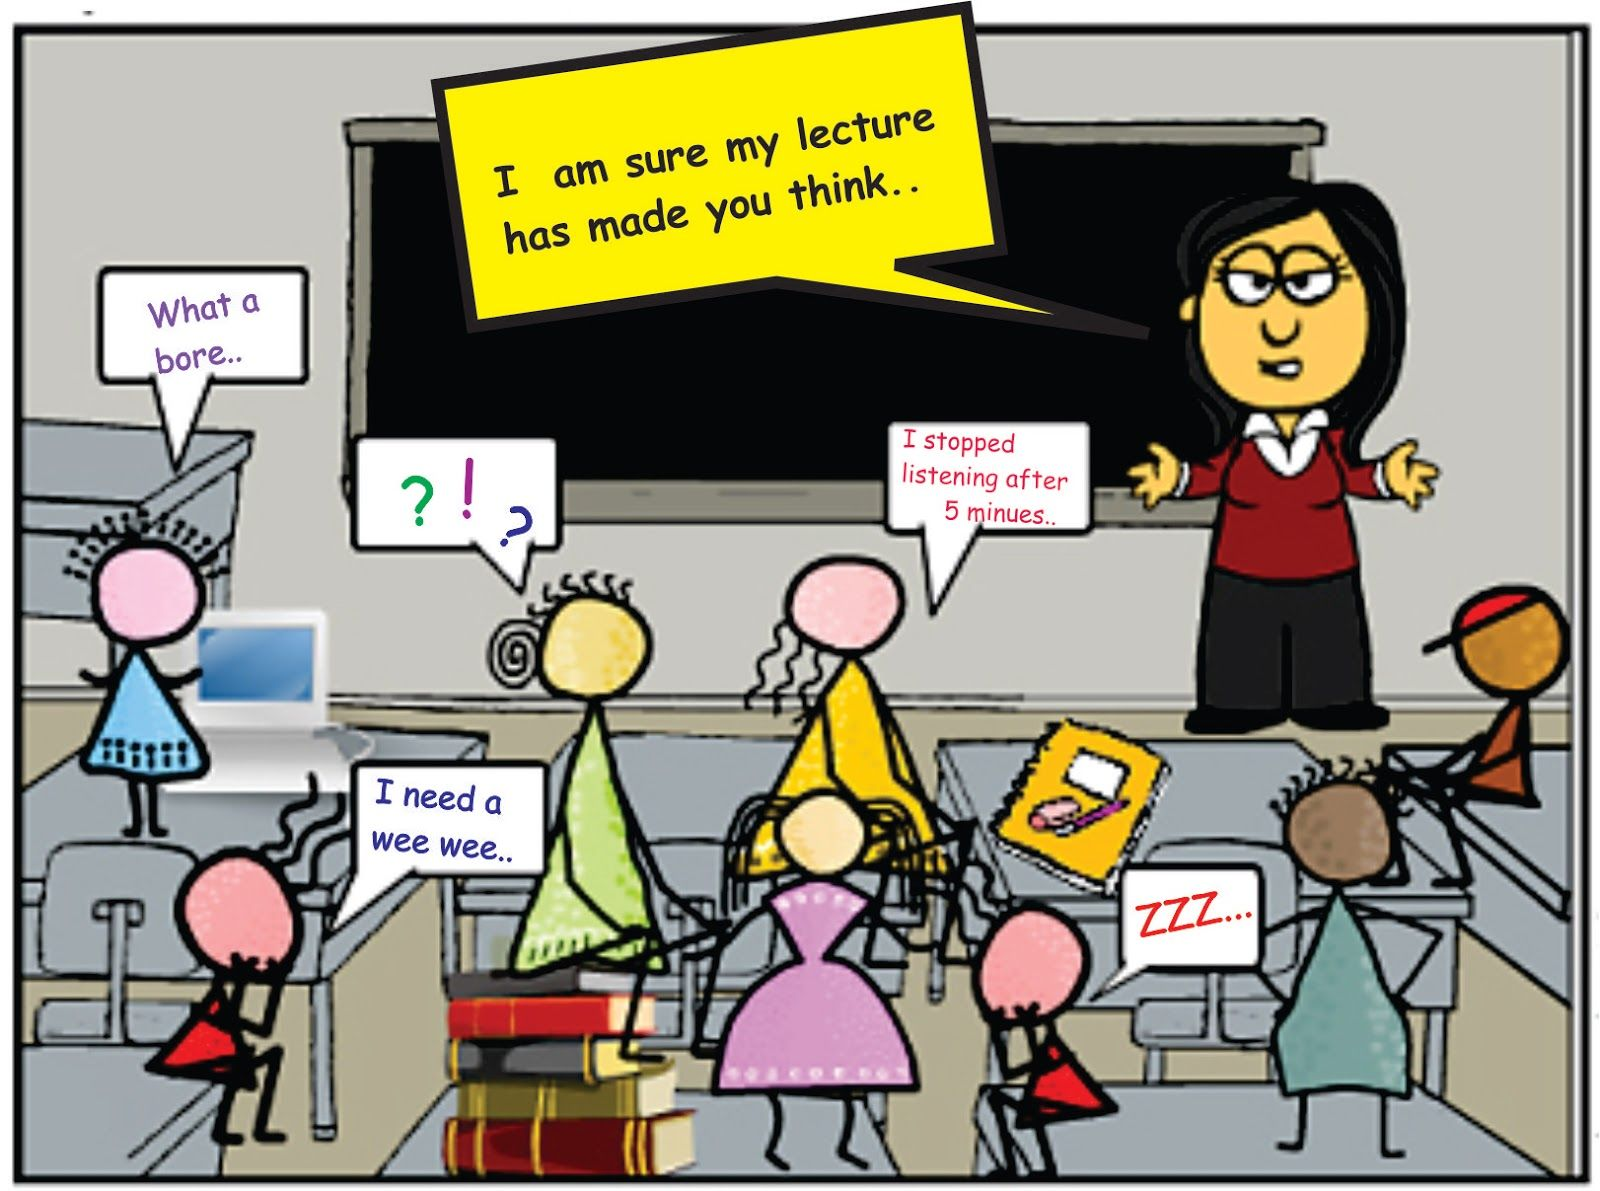 I am sure my lecture
has made you think..
What a
bore..
? ! ?
I stopped
listening after
5 minues..
I need a
wee wee..
ZZZ...